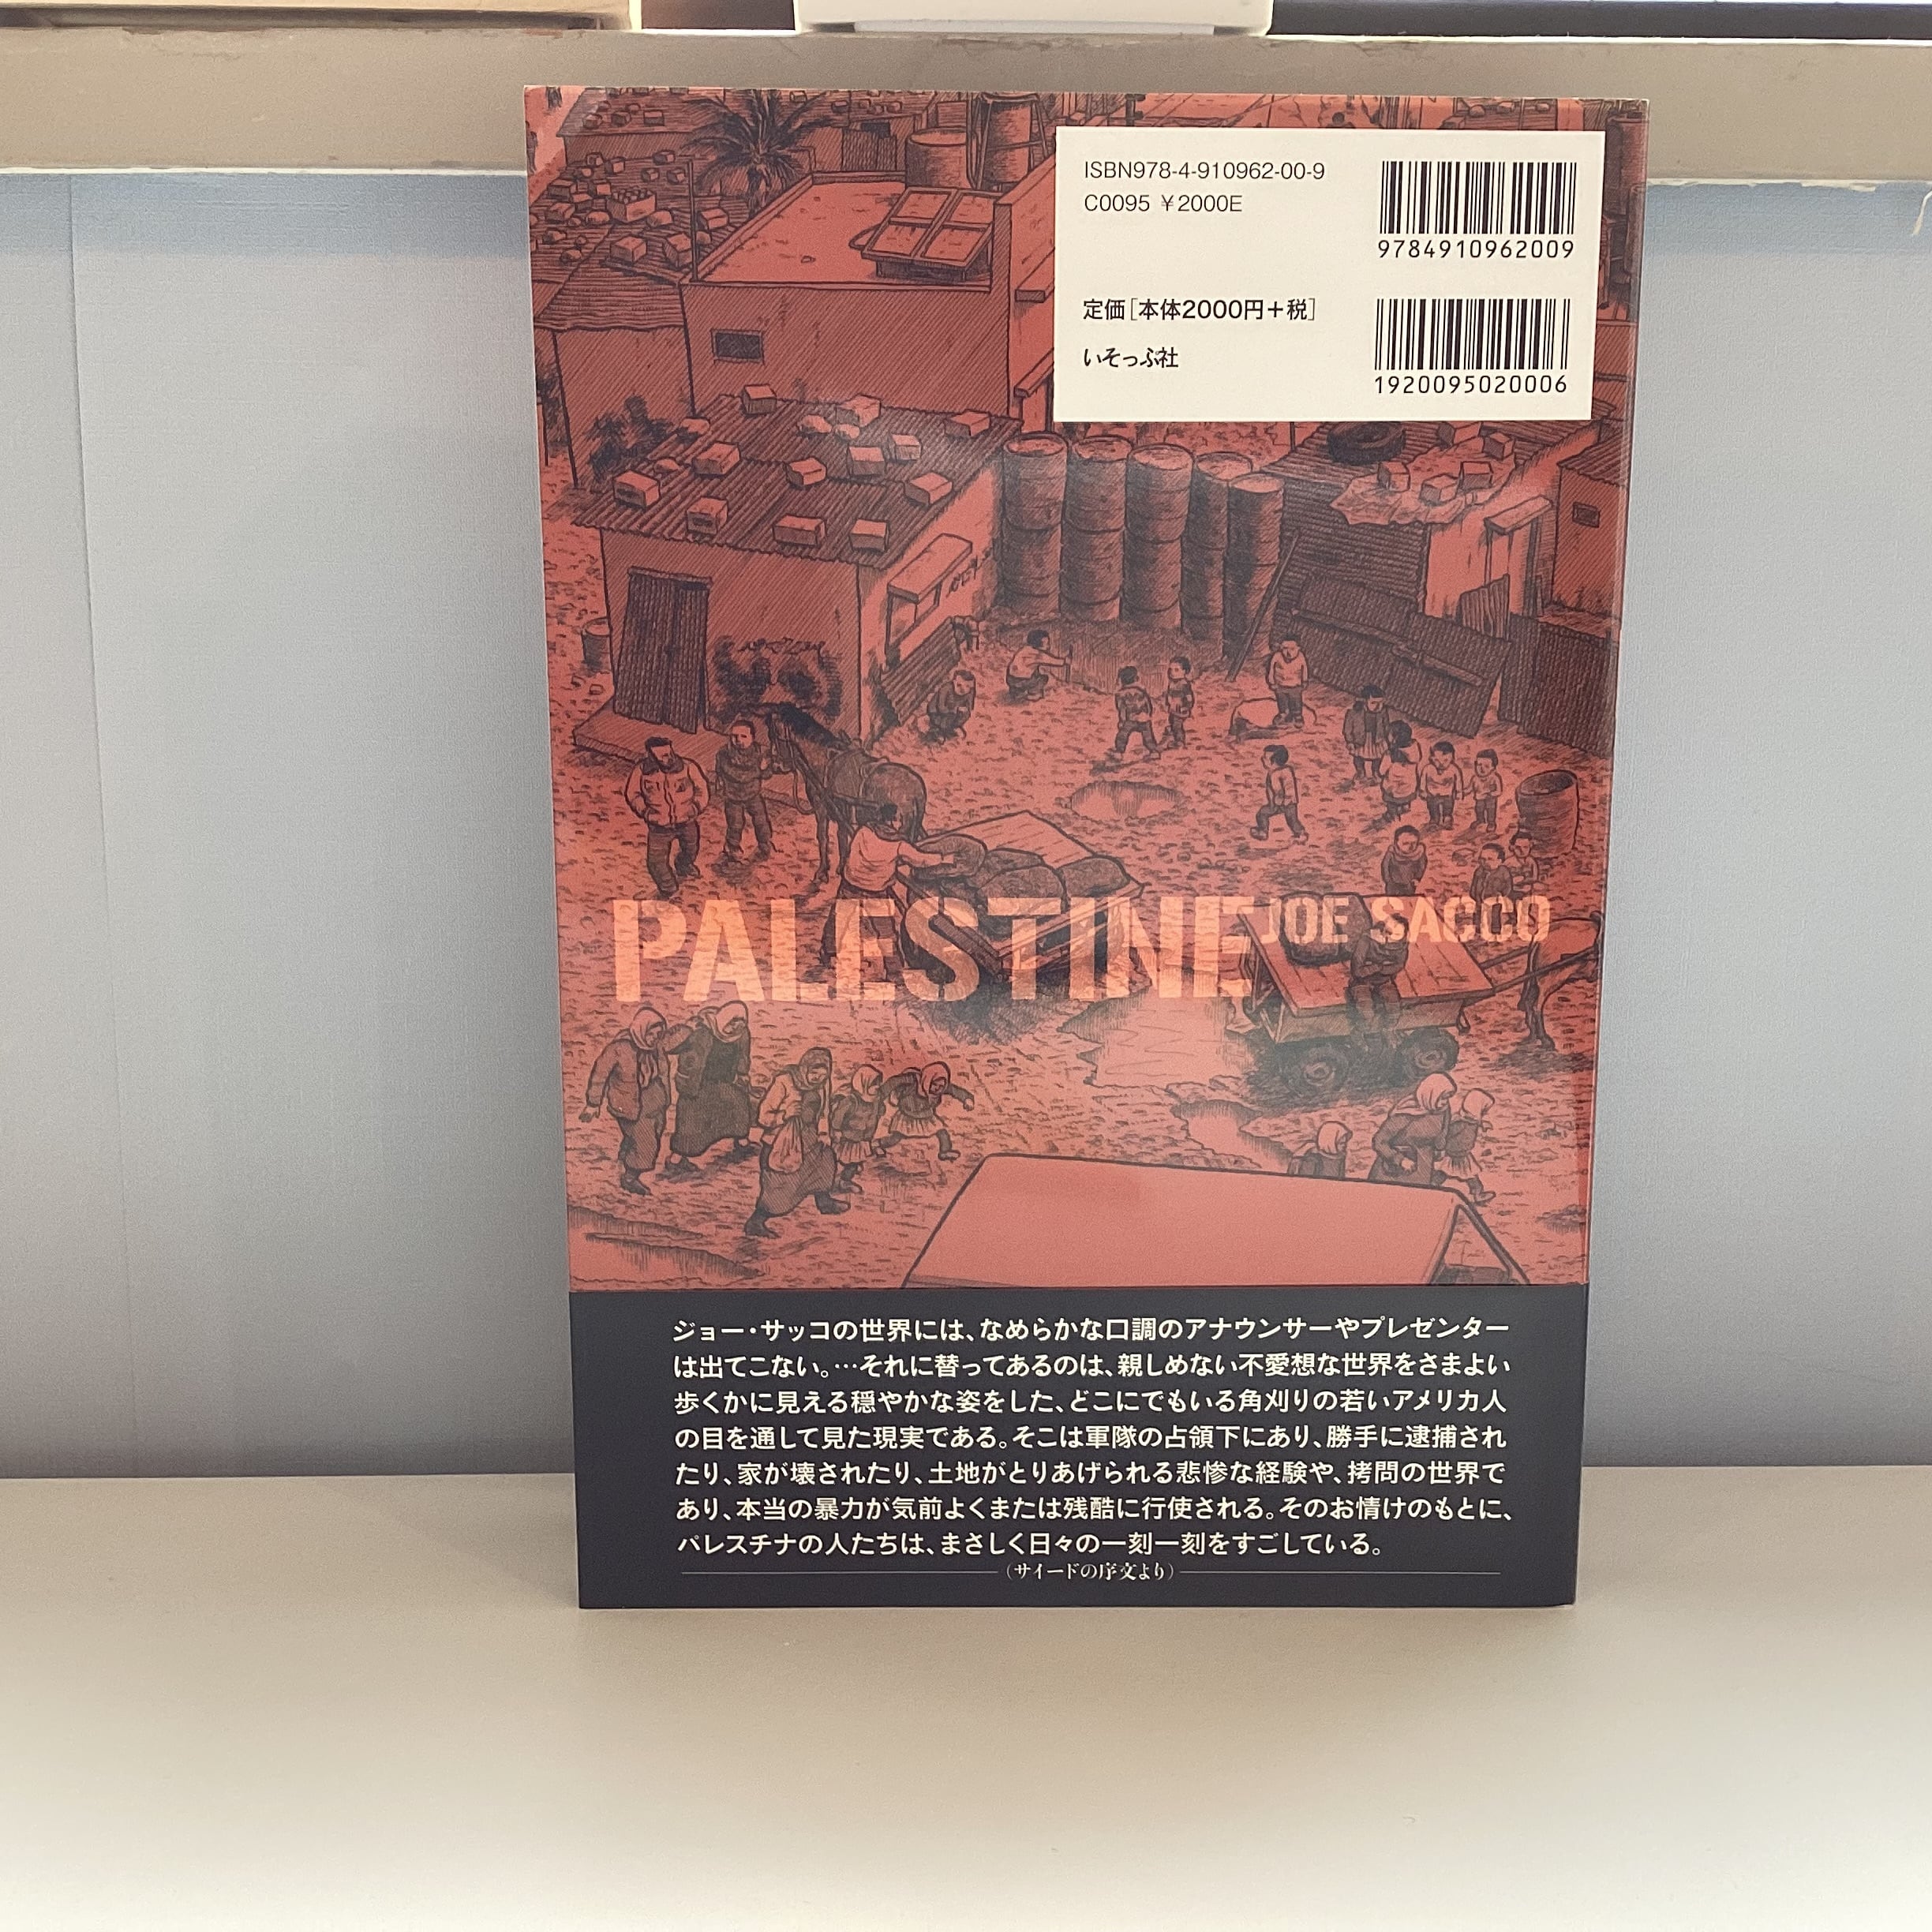 ISBN978-4-910962-00-9
C0095 ￥2000E
9784910962009
定価[本体2000円＋税]
いそっぷ社
1920095020006
PALESTINE JOE SACCO
ジョー・サッコの世界には、なめらかな口調のアナウンサーやプレゼンター
は出てこない。…それに替ってあるのは、親しめない不愛想な世界をさまよい
歩くかに見える穏やかな姿をした、どこにでもいる角刈りの若いアメリカ人
の目を通して見た現実である。そこは軍隊の占領下にあり、勝手に逮捕され
たり、家が壊されたり、土地がとりあげられる悲惨な経験や、拷問の世界で
あり、本当の暴力が気前よくまたは残酷に行使される。そのお情けのもとに、
パレスチナの人たちは、まさしく日々の一刻一刻をすごしている。
（サイードの序文より）